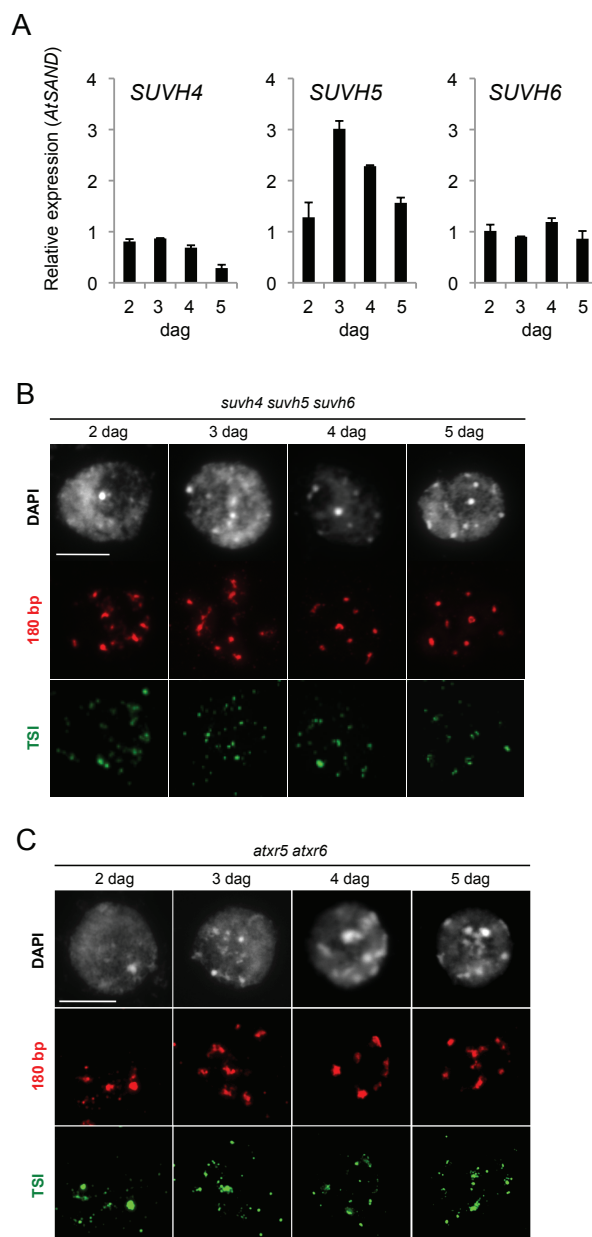 A
Relative expression (AtSAND)
SUVH4 SUVH5 SUVH6
4 4 4
3 3 3
2 2 2
1 1 1
0 0 0
2 3 4 5 2 3 4 5 2 3 4 5
dag dag dag
B
suvh4 suvh5 suvh6
2 dag 3 dag 4 dag 5 dag
DAPI
180 bp
TSI
C
atxr5 atxr6
2 dag 3 dag 4 dag 5 dag
DAPI
180 bp
TSI